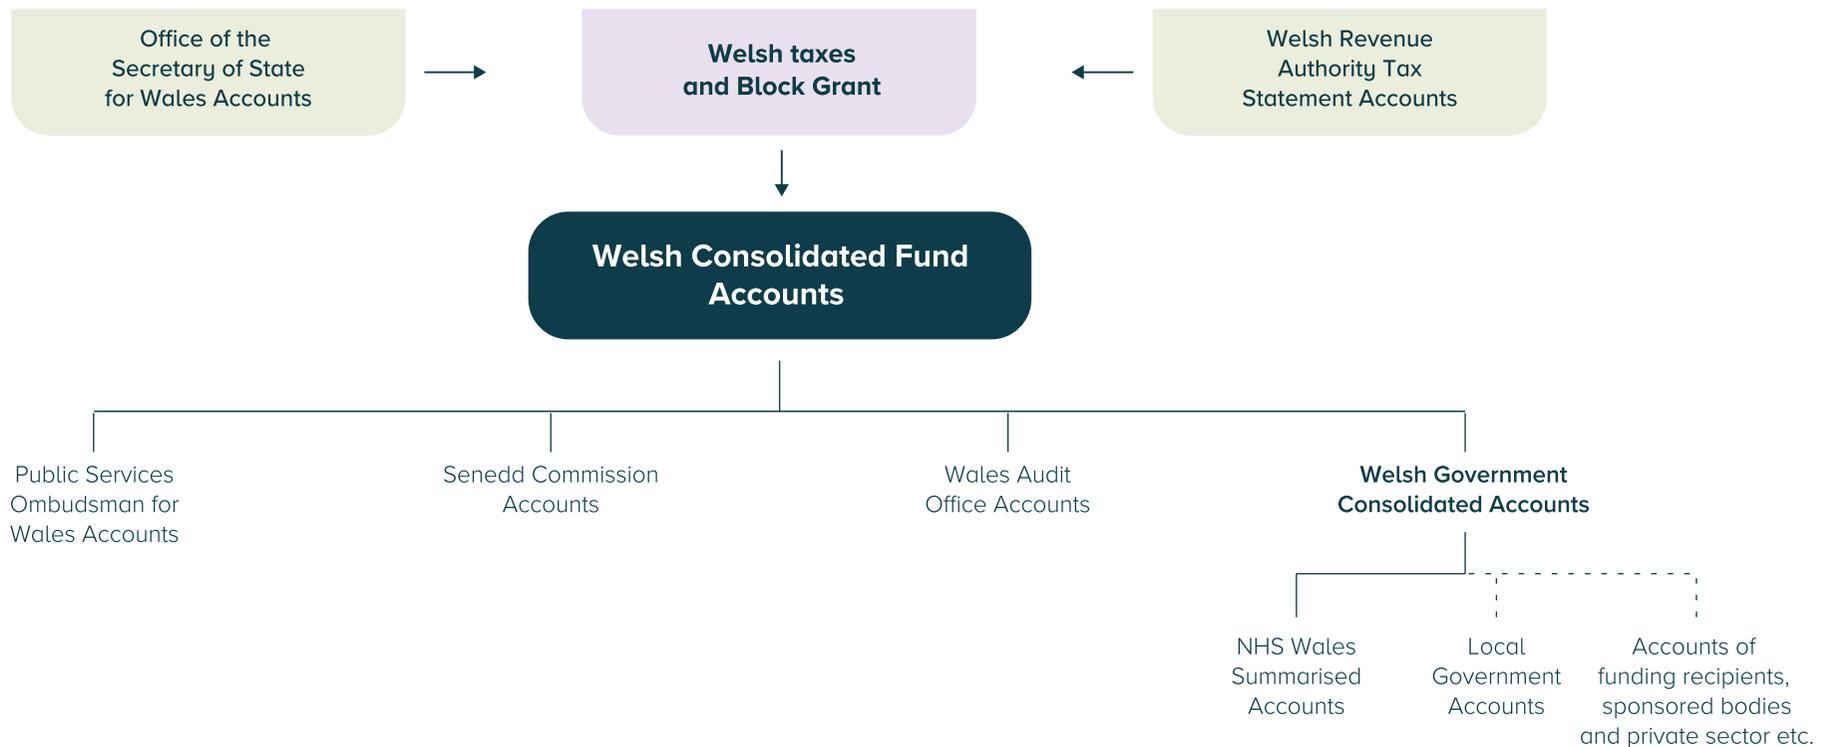 Office of the
Secretary of State
for Wales Accounts
Welsh taxes
and Block Grant
Welsh Revenue
Authority Tax
Statement Accounts
Welsh Consolidated Fund
Accounts
Public Services
Ombudsman for
Wales Accounts
Senedd Commission
Accounts
Wales Audit
Office Accounts
Welsh Government
Consolidated Accounts
NHS Wales
Summarised
Accounts
Local
Government
Accounts
Accounts of
funding recipients,
sponsored bodies
and private sector etc.